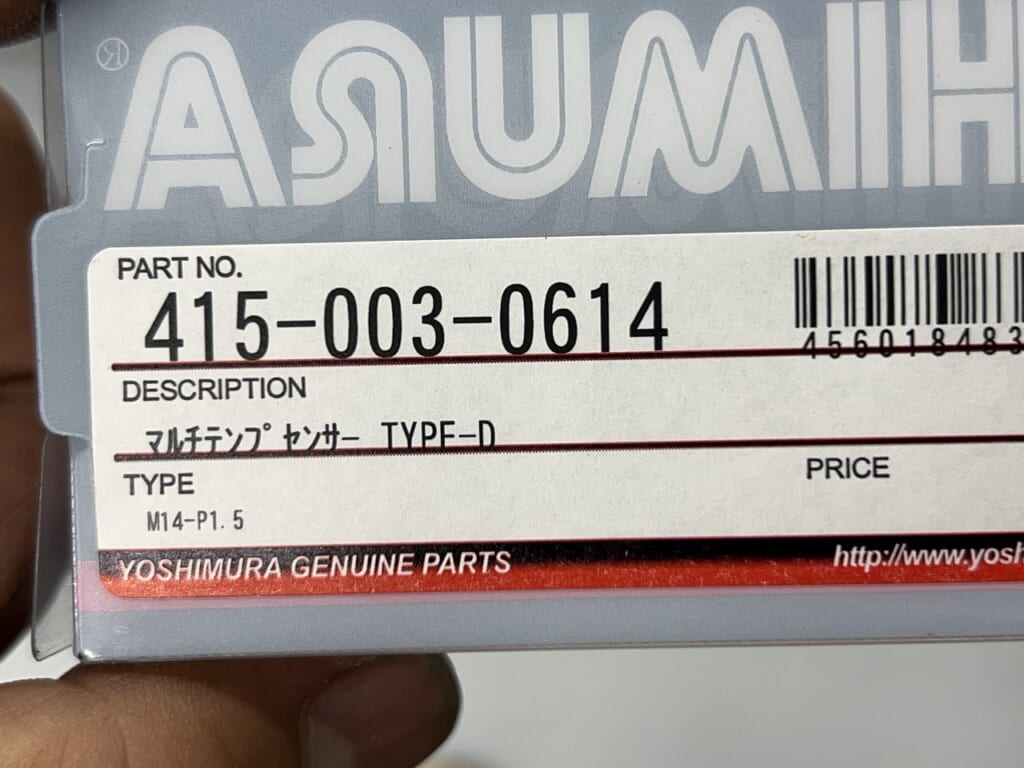 ®
YOSHIMURA
PART NO.
415-003-0614
456018483
DESCRIPTION
ﾏﾙﾁﾃﾝﾌﾟｾﾝｻｰ TYPE-D
TYPE
PRICE
M14-P1.5
YOSHIMURA GENUINE PARTS
http://www.yosh